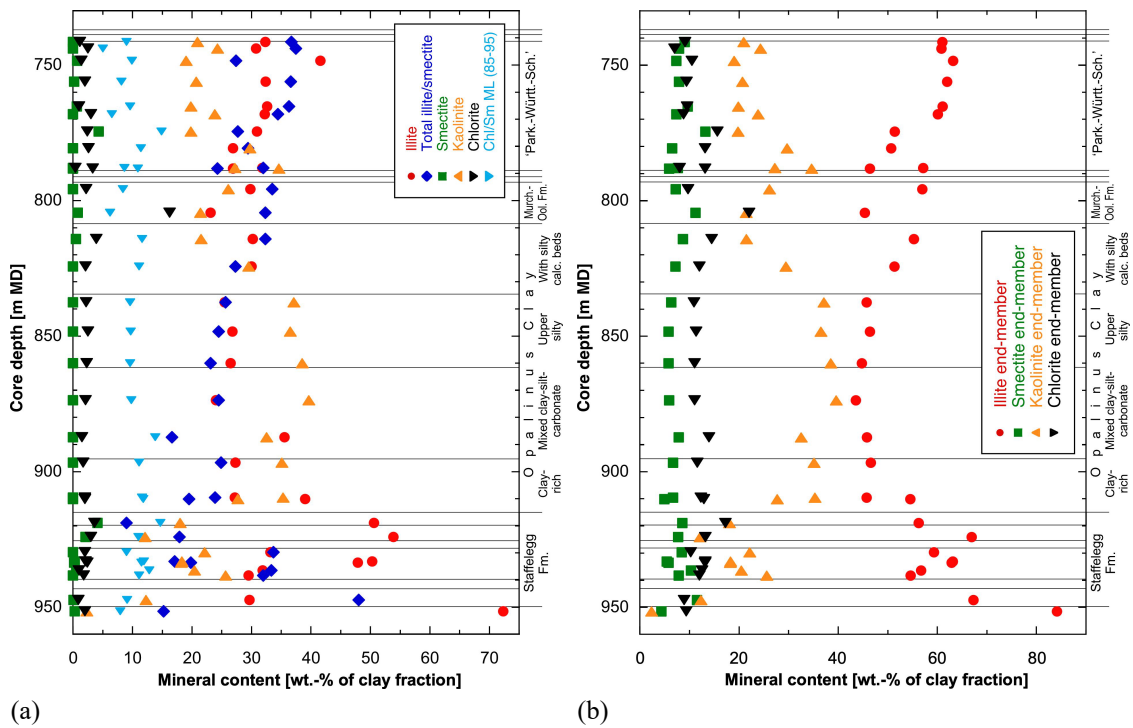 Core depth [m MD]
750
800
850
900
950
0 10 20 30 40 50 60 70
Mineral content [wt.-% of clay fraction]
Illite
Total illite/smectite
Smectite
Kaolinite
Chlorite
Chl/Sm ML (85-95)
'Park.-Württ.-Sch.'
Murch.-
Ool. Fm.
With silty
calc. beds
Upper
silty
Mixed clay-silt-
carbonate
Clay-
rich
Opalinus Clay
Staffelegg
Fm.
(a)
Core depth [m MD]
750
800
850
900
950
0 20 40 60 80
Mineral content [wt.-% of clay fraction]
Illite end-member
Smectite end-member
Kaolinite end-member
Chlorite end-member
'Park.-Württ.-Sch.'
Murch.-
Ool. Fm.
With silty
calc. beds
Upper
silty
Mixed clay-silt-
carbonate
Clay-
rich
Opalinus Clay
Staffelegg
Fm.
(b)